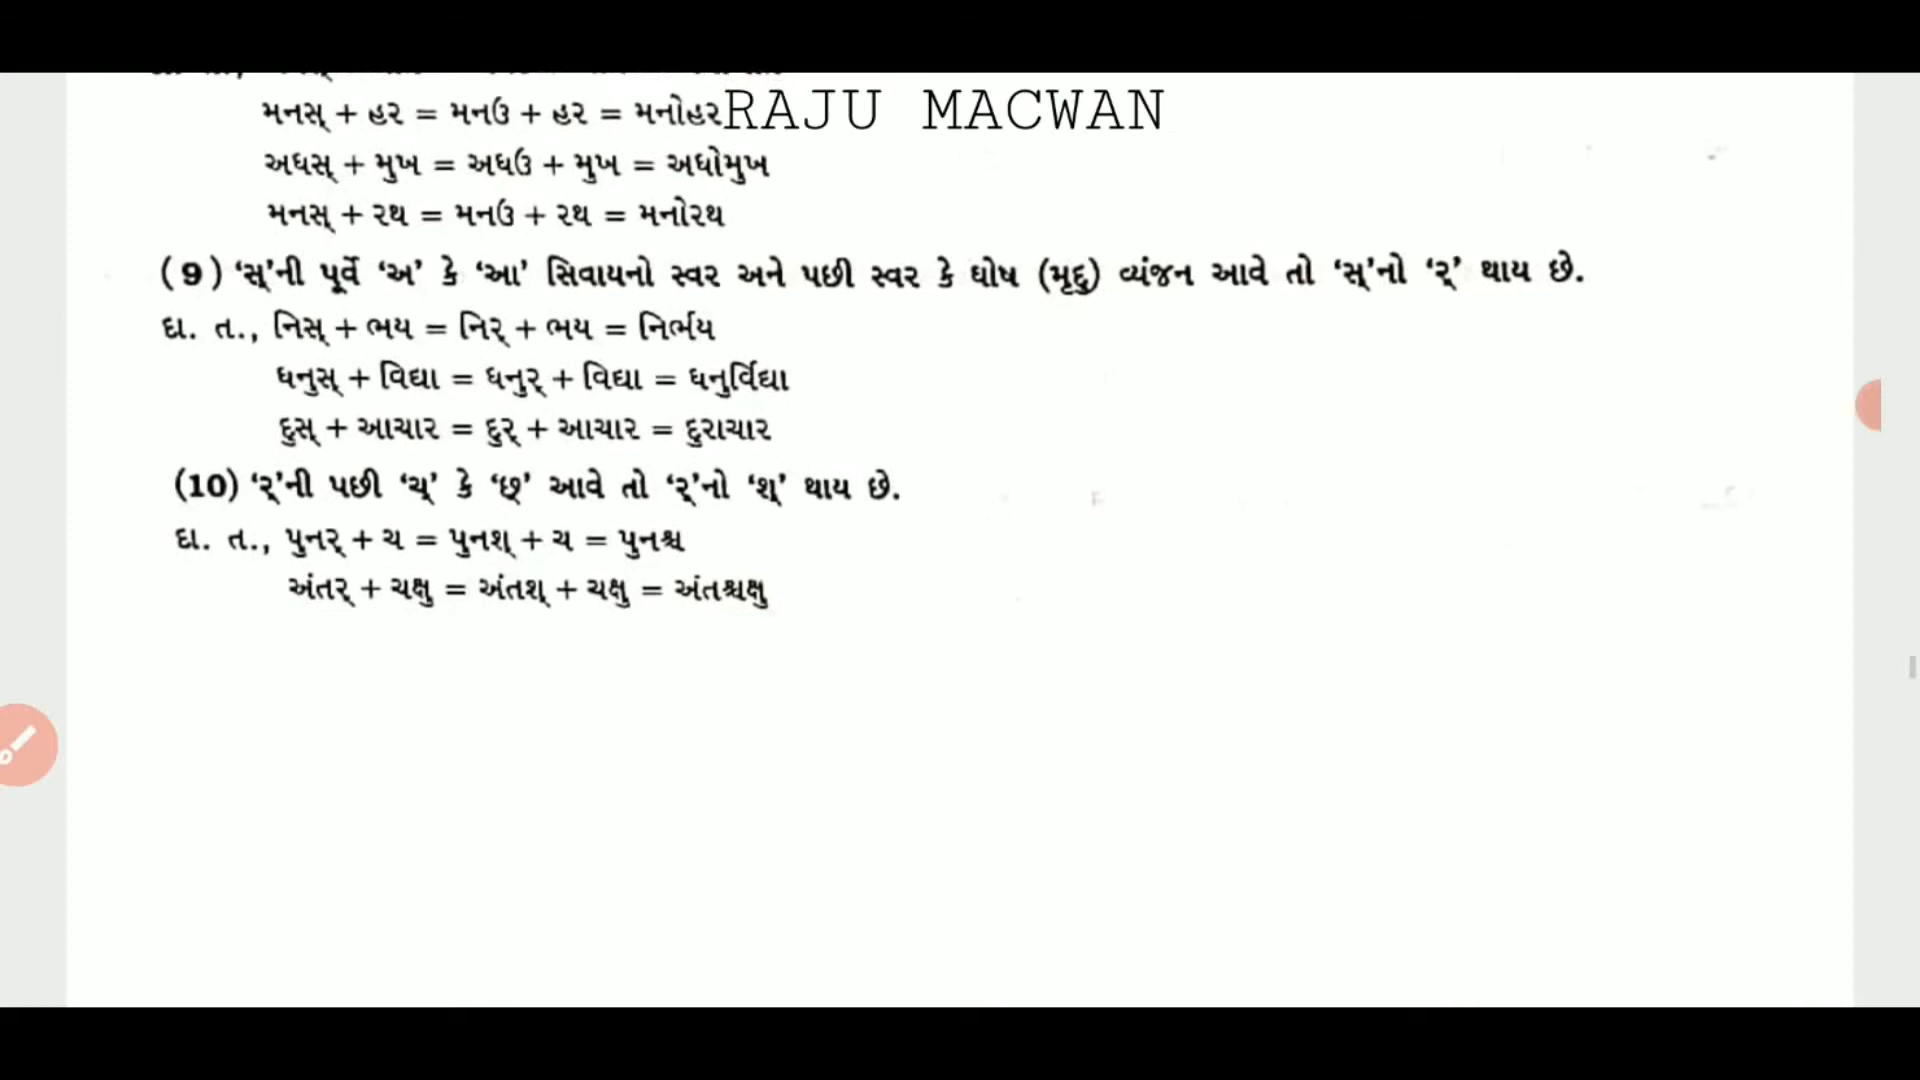 મનસ્ + હર = મનઉ + હર = મનોહર RAJU MACWAN
અધસ્ + મુખ = અધઉ + મુખ = અધોમુખ
મનસ્ + રથ = મનઉ + રથ = મનોરથ
(9) ‘સ્’ની પૂર્વે ‘અ’ કે ‘આ’ સિવાયનો સ્વર અને પછી સ્વર કે ઘોષ (મૃદુ) વ્યંજન આવે તો ‘સ્’નો ‘ર્’ થાય છે.
દા. ત., નિસ્ + ભય = નિર્ + ભય = નિર્ભય
ધનુસ્ + વિદ્યા = ધનુર્ + વિદ્યા = ધનુર્વિદ્યા
દુસ્ + આચાર = દુર્ + આચાર = દુરાચાર
(10) ‘ર્’ની પછી ‘ચ્’ કે ‘છ્’ આવે તો ‘ર્’નો ‘શ્’ થાય છે.
દા. ત., પુનર્ + ચ = પુનશ્ + ચ = પુનશ્ચ
અંતર્ + ચક્ષુ = અંતશ્ + ચક્ષુ = અંતશ્ચક્ષુ